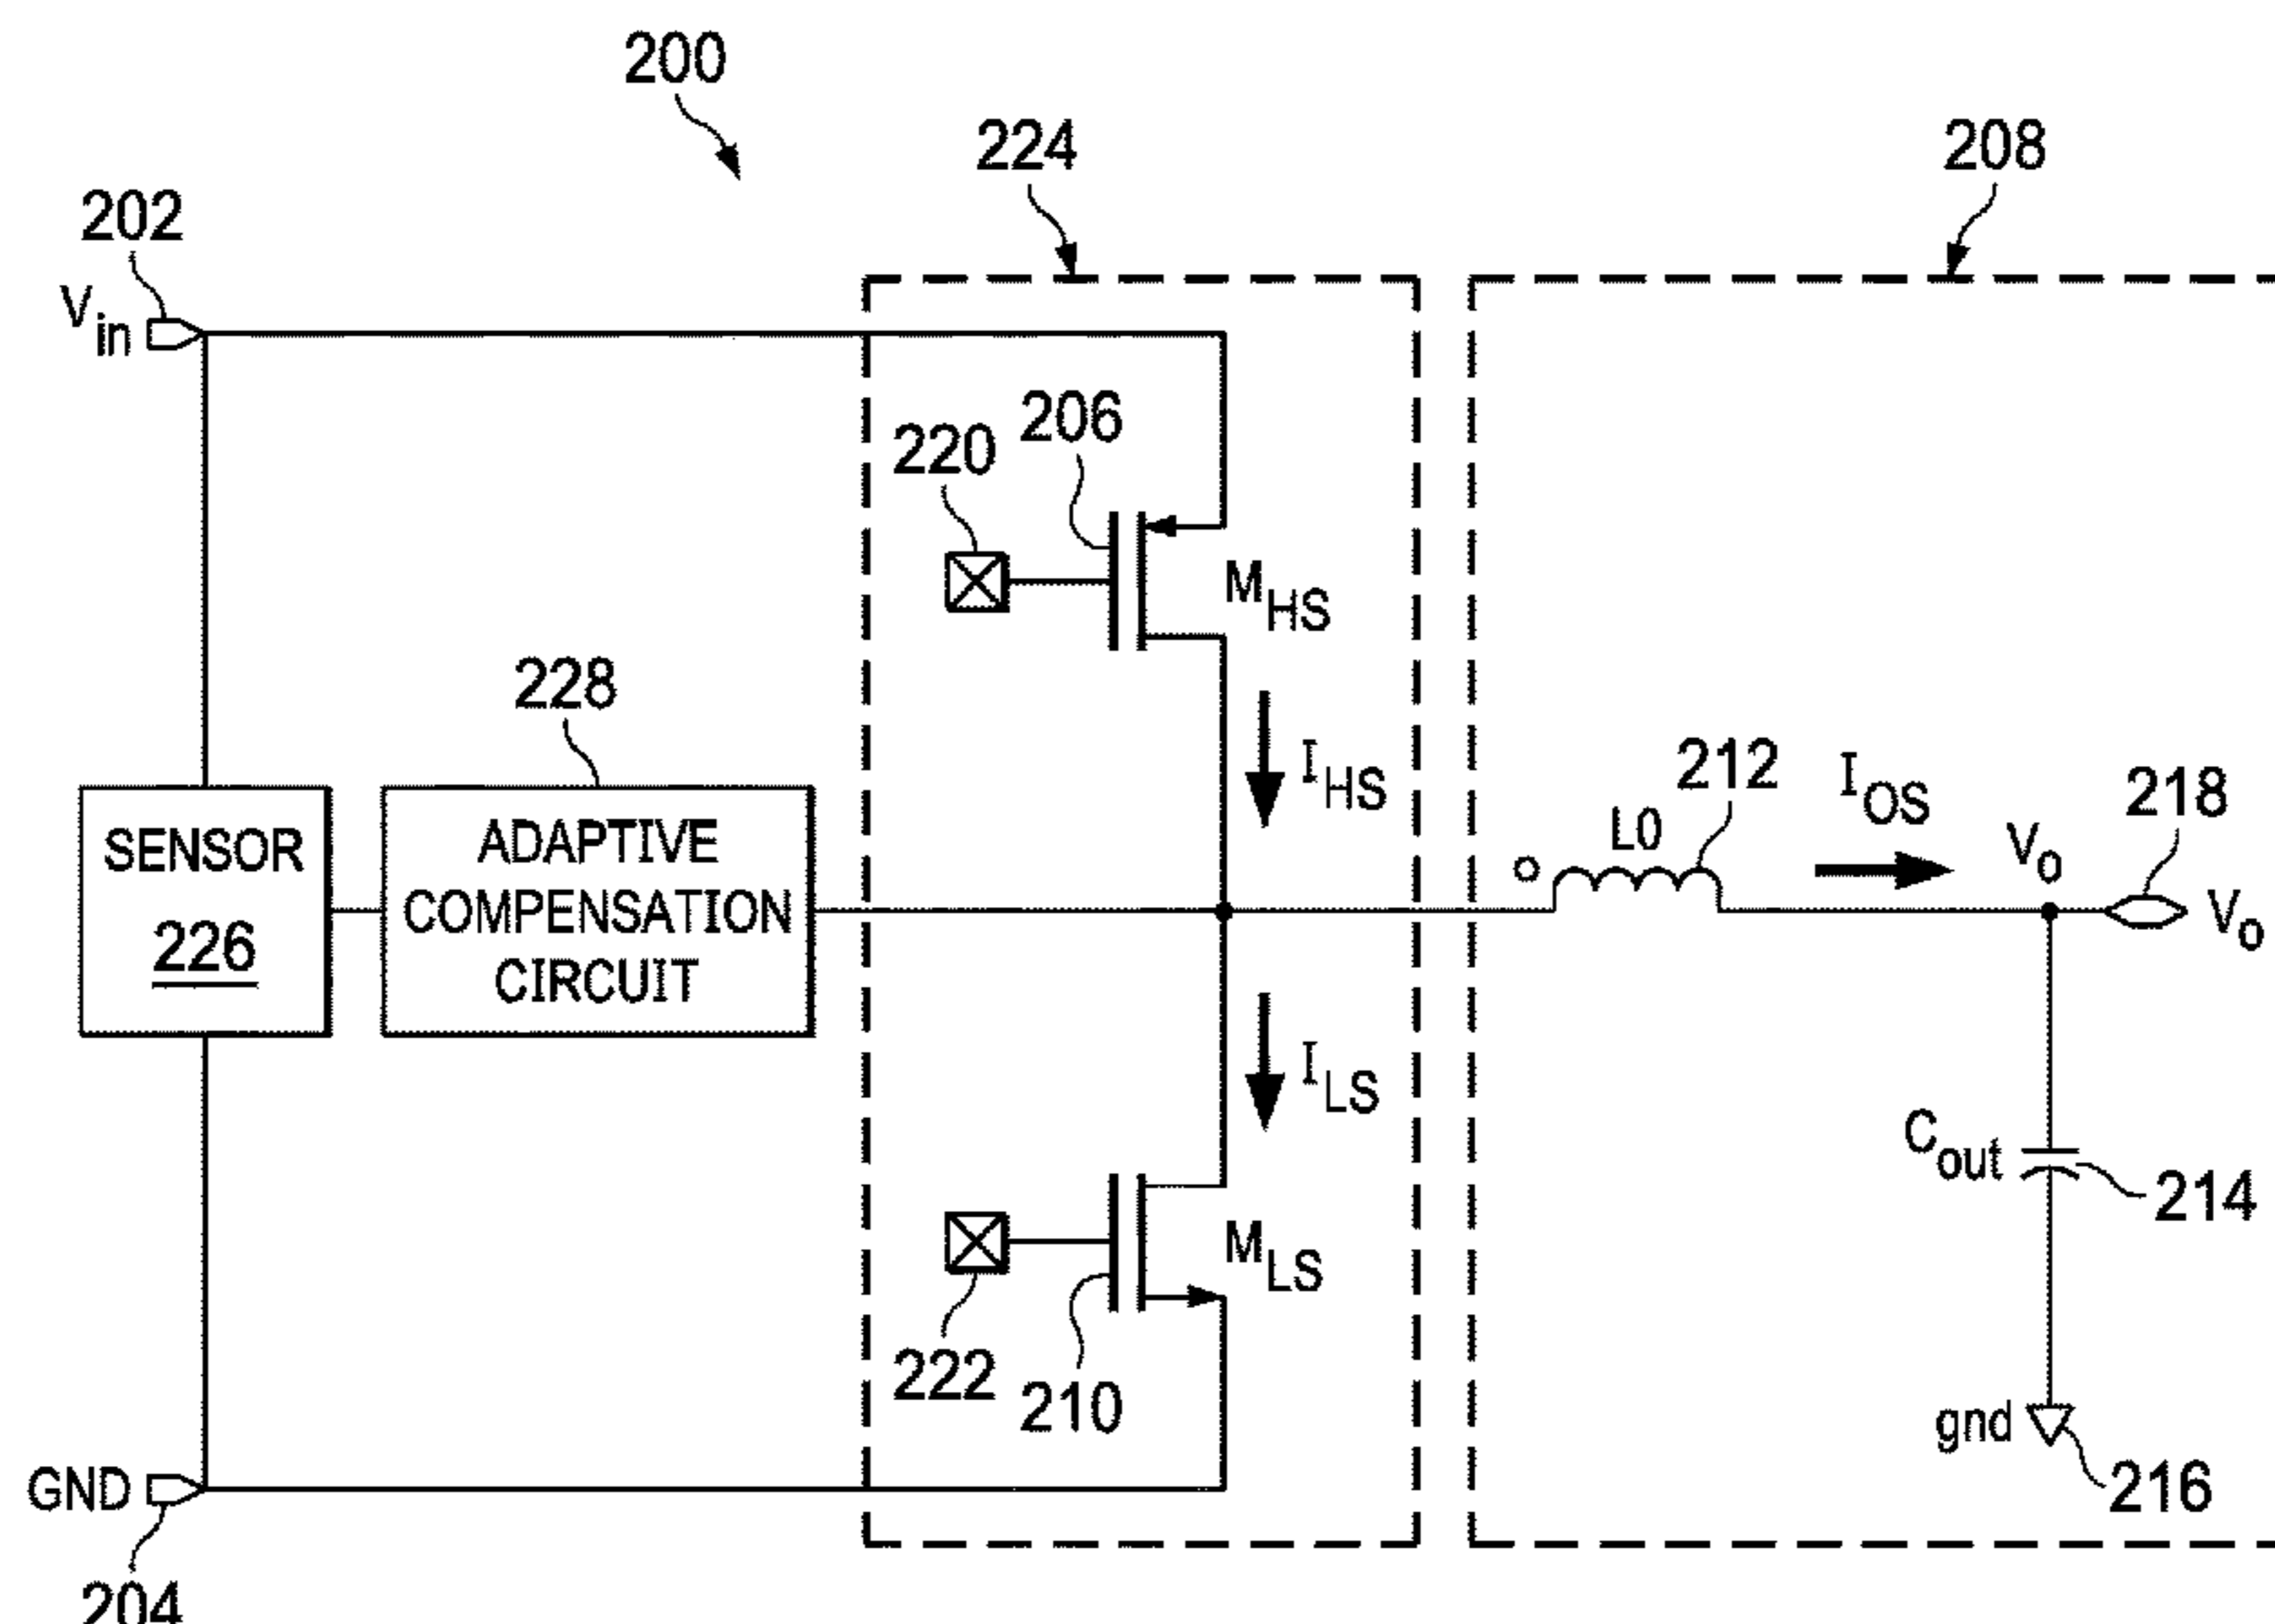 200
224
208
202
Vin
206
220
MHS
228
IHS
212
IOS
218
L0
Vo
Vo
SENSOR
226
ADAPTIVE
COMPENSATION
CIRCUIT
ILS
Cout
214
MLS
222
210
gnd
216
GND
204